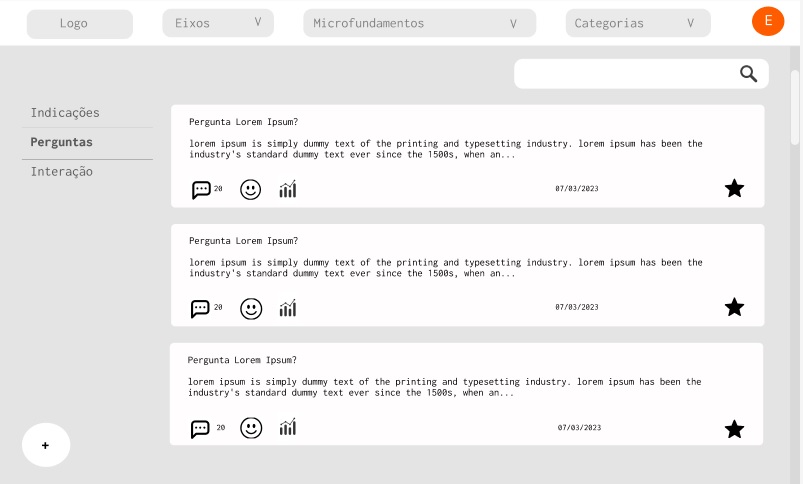 Logo
Eixos V
Microfundamentos V
Categorias V
E
Indicações
Perguntas
Interação
Pergunta Lorem Ipsum?
lorem ipsum is simply dummy text of the printing and typesetting industry. lorem ipsum has been the
industry's standard dummy text ever since the 1500s, when an...
20
07/03/2023
Pergunta Lorem Ipsum?
lorem ipsum is simply dummy text of the printing and typesetting industry. lorem ipsum has been the
industry's standard dummy text ever since the 1500s, when an...
20
07/03/2023
Pergunta Lorem Ipsum?
lorem ipsum is simply dummy text of the printing and typesetting industry. lorem ipsum has been the
industry's standard dummy text ever since the 1500s, when an...
20
07/03/2023
+